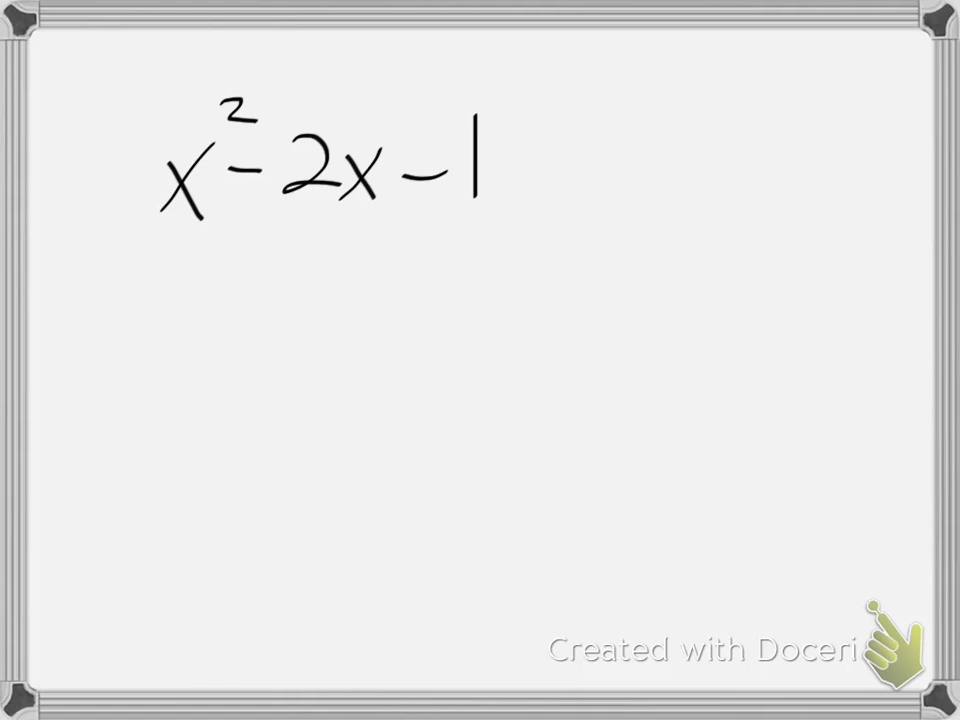 x² - 2x - 1
Created with Doceri